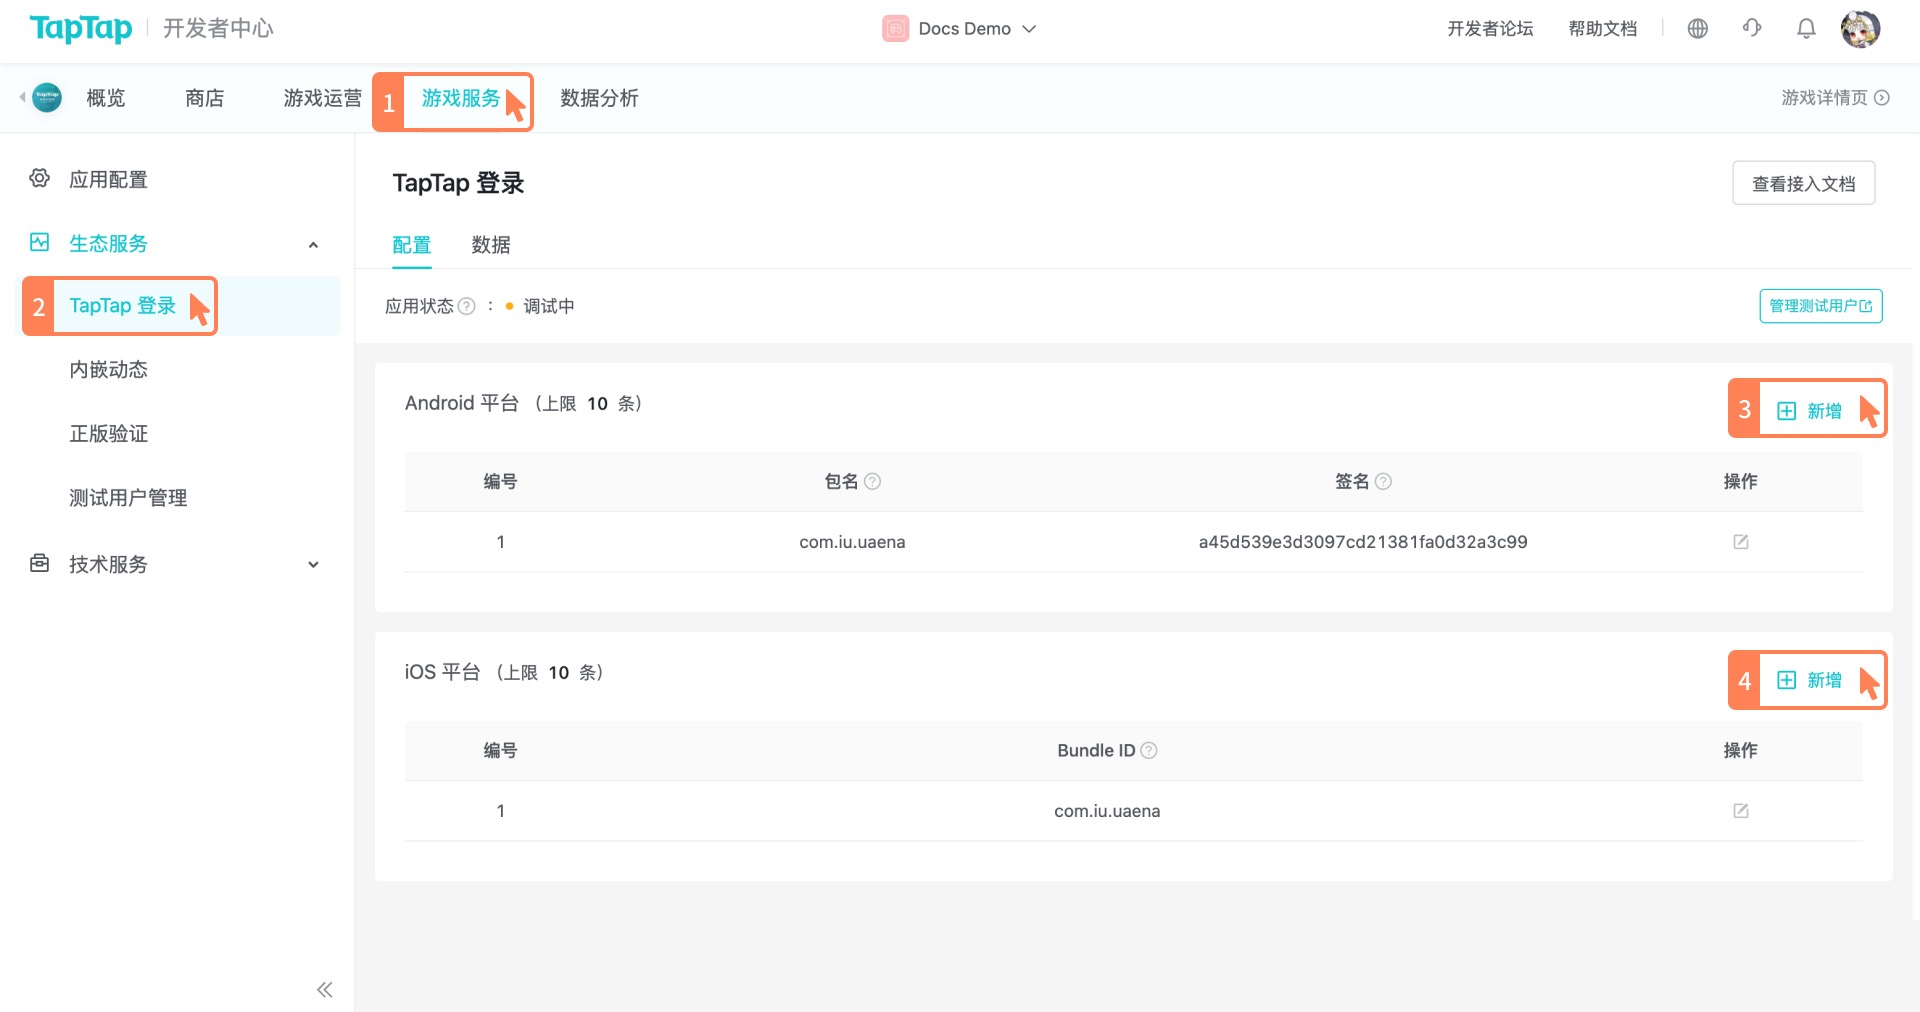 TapTap 开发者中心
Docs Demo
开发者论坛 帮助文档
概览 商店 游戏运营 1 游戏服务 数据分析
游戏详情页
应用配置
生态服务
2 TapTap 登录
内嵌动态
正版验证
测试用户管理
技术服务
TapTap 登录
查看接入文档
配置 数据
应用状态 ? : 调试中
管理测试用户
Android 平台 (上限 10 条)
3 新增
编号 包名 ? 签名 ? 操作
1 com.iu.uaena a45d539e3d3097cd21381fa0d32a3c99
iOS 平台 (上限 10 条)
4 新增
编号 Bundle ID ? 操作
1 com.iu.uaena